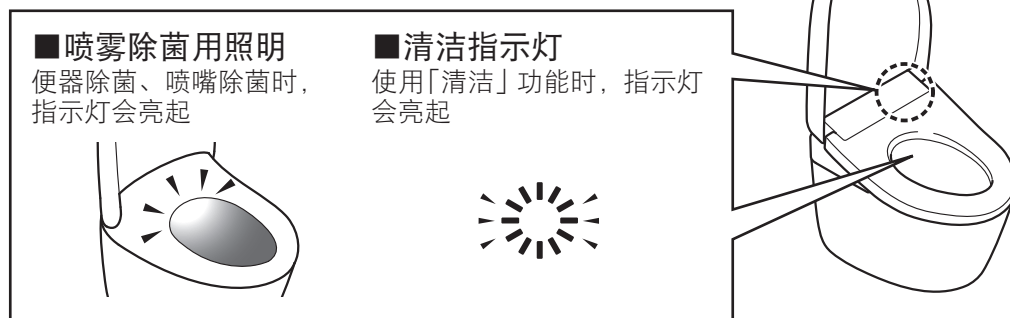 ■喷雾除菌用照明
便器除菌、喷嘴除菌时，
指示灯会亮起
■清洁指示灯
使用「清洁」功能时，指示灯
会亮起